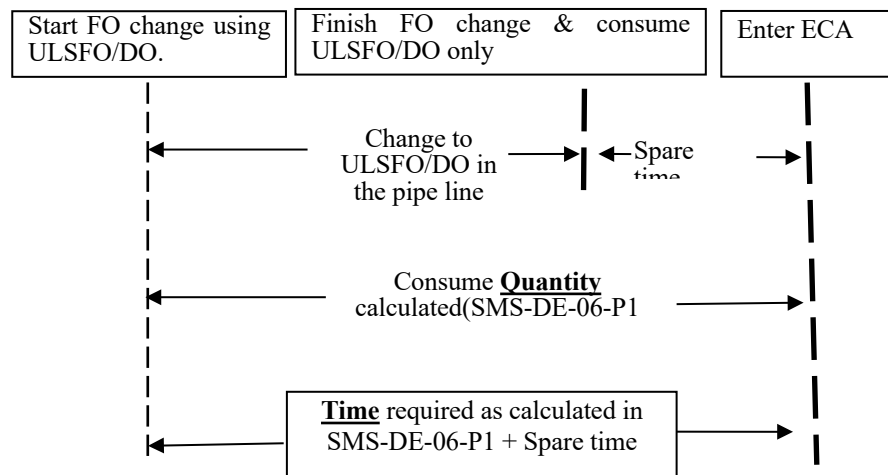 Start FO change using
ULSFO/DO.
Finish FO change & consume
ULSFO/DO only
Enter ECA
Change to
ULSFO/DO in
the pipe line
Spare
time
Consume Quantity
calculated(SMS-DE-06-P1
Time required as calculated in
SMS-DE-06-P1 + Spare time